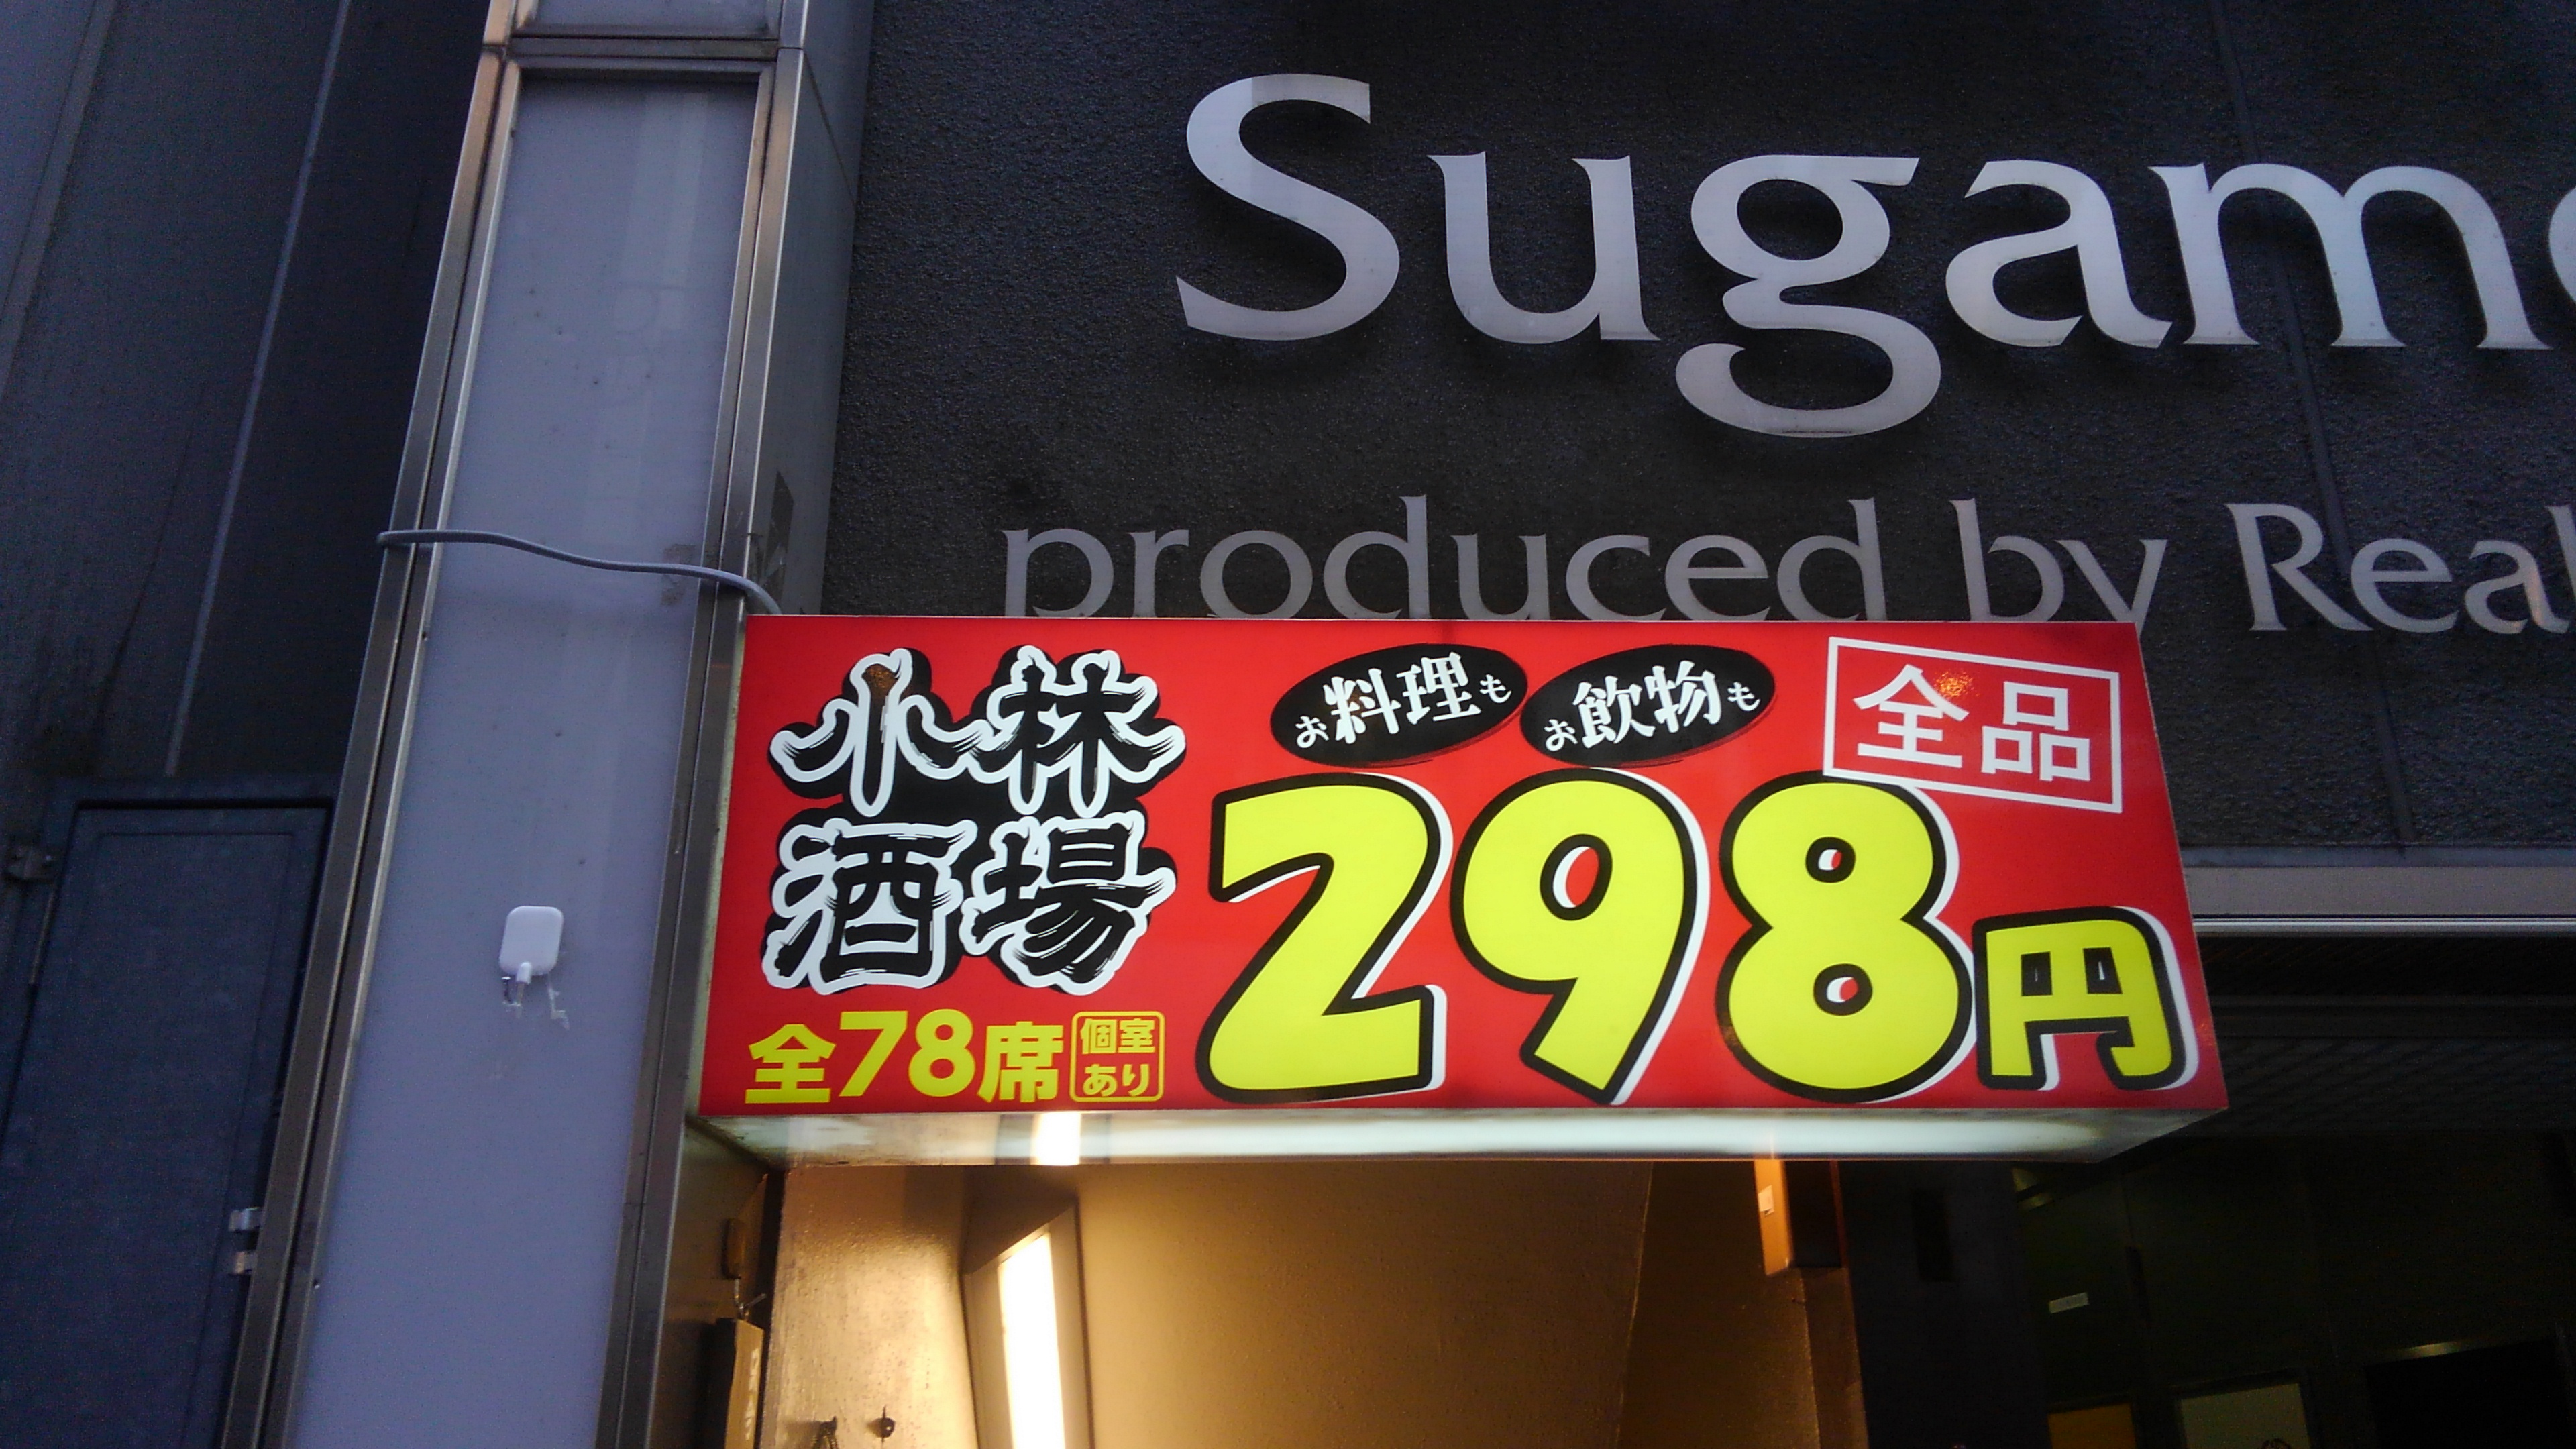 Sugam
produced by Real
小林
酒場
全78席
個室
あり
お料理も
お飲物も
全品
298円